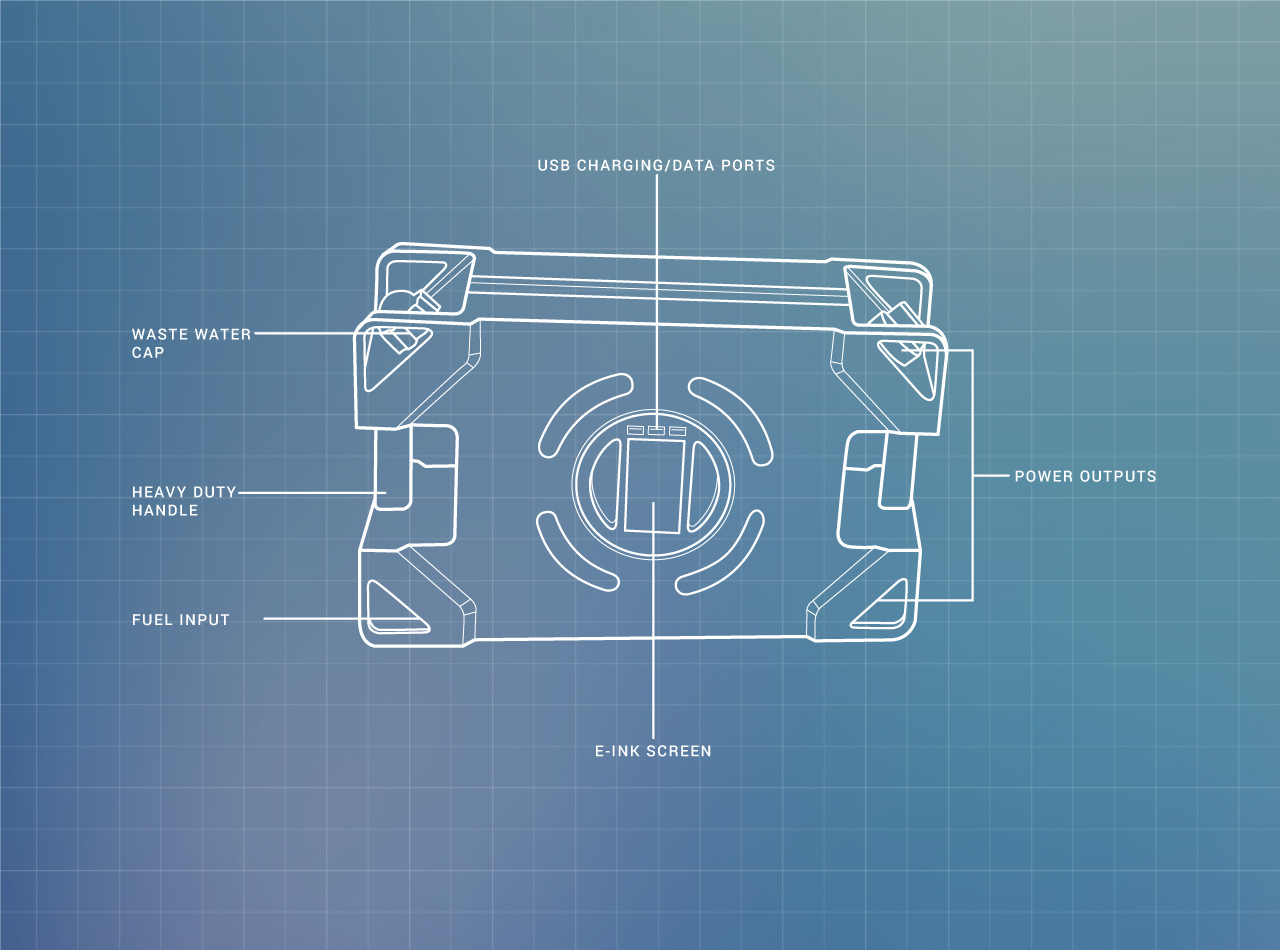 USB CHARGING/DATA PORTS
WASTE WATER
CAP
HEAVY DUTY
HANDLE
POWER OUTPUTS
FUEL INPUT
E-INK SCREEN